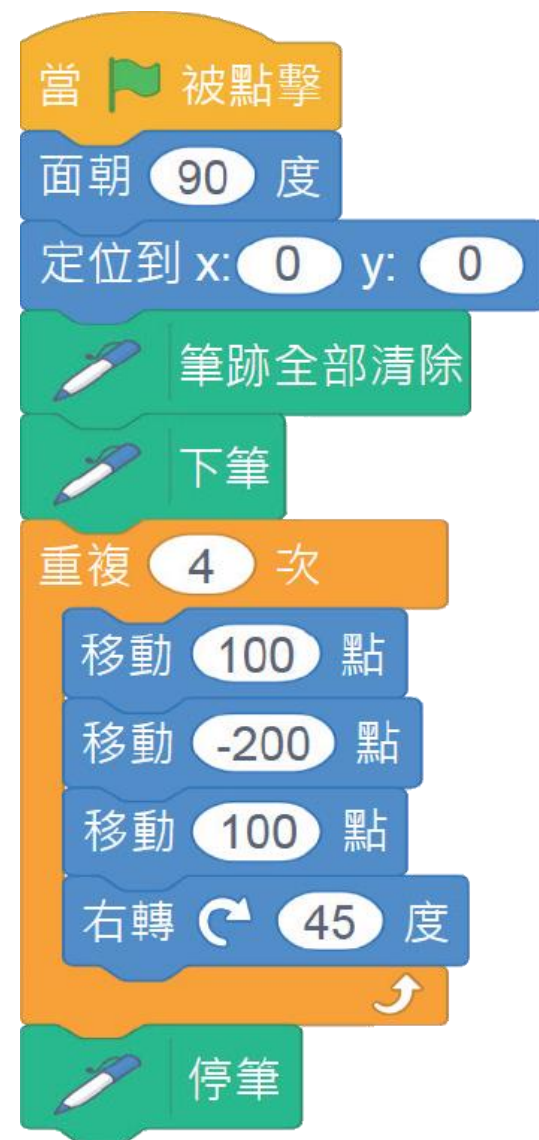 當 被點擊
面朝 90 度
定位到 x: 0 y: 0
筆跡全部清除
下筆
重複 4 次
移動 100 點
移動 -200 點
移動 100 點
右轉 45 度
停筆